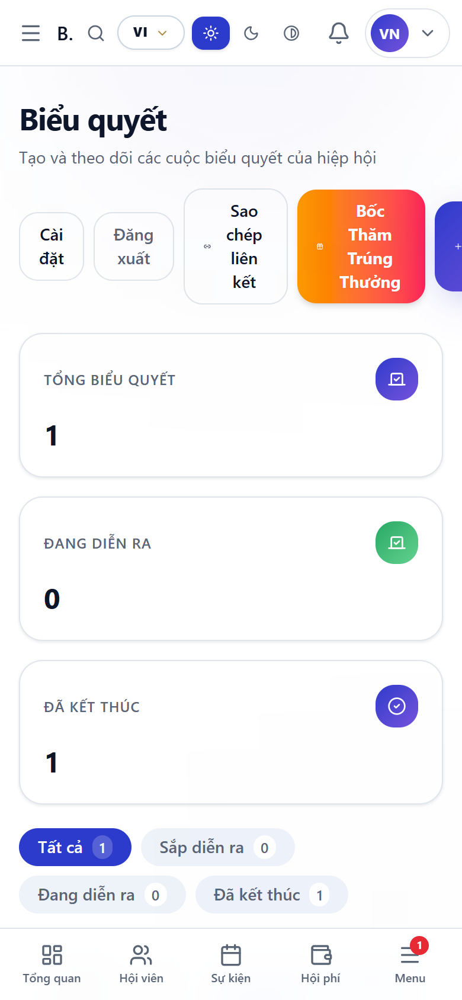 B.
VI
VN
Biểu quyết
Tạo và theo dõi các cuộc biểu quyết của hiệp hội
Cài
đặt
Đăng
xuất
Sao
chép
liên
kết
Bốc
Thăm
Trúng
Thưởng
+
TỔNG BIỂU QUYẾT
1
ĐANG DIỄN RA
0
ĐÃ KẾT THÚC
1
Tất cả 1
Sắp diễn ra 0
Đang diễn ra 0
Đã kết thúc 1
1
Tổng quan
Hội viên
Sự kiện
Hội phí
Menu